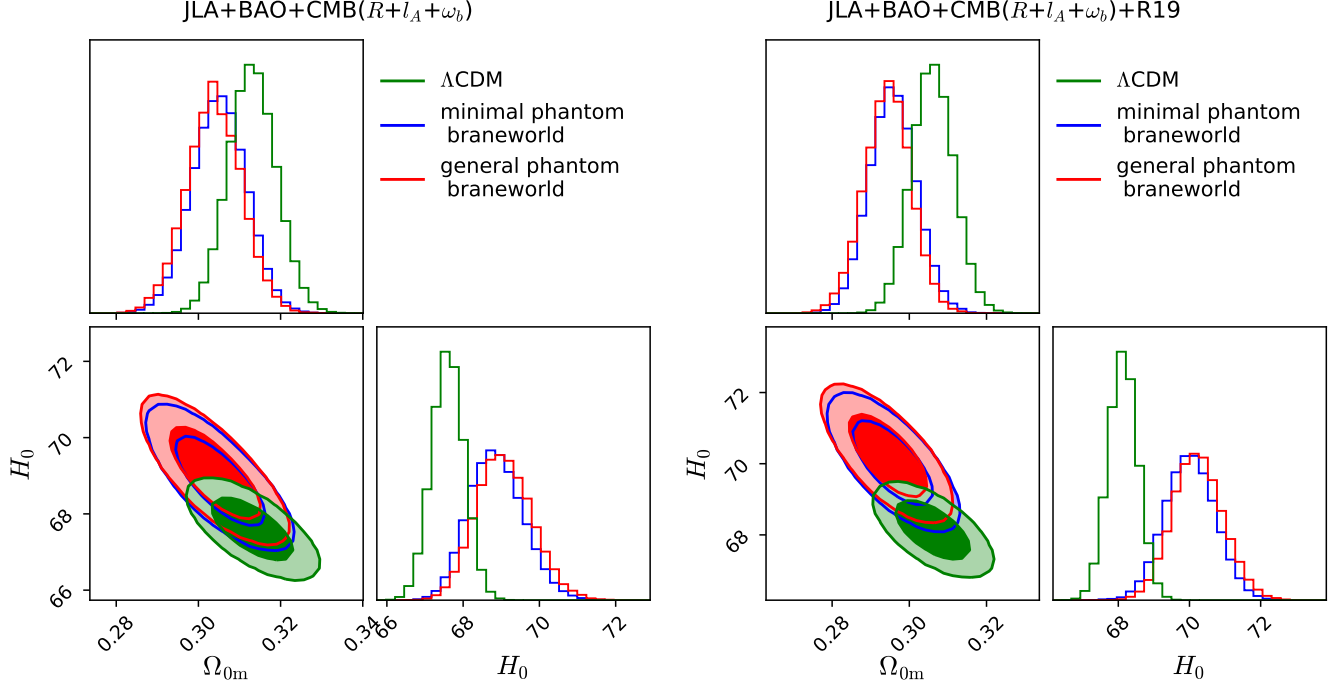 JLA+BAO+CMB(R+l_A+ω_b)
ΛCDM
minimal phantom
braneworld
general phantom
braneworld
72
70
68
66
H_0
0.28
0.30
0.32
0.34
Ω_0m
66
68
70
72
H_0
JLA+BAO+CMB(R+l_A+ω_b)+R19
ΛCDM
minimal phantom
braneworld
general phantom
braneworld
72
70
68
H_0
0.28
0.30
0.32
Ω_0m
68
70
72
H_0